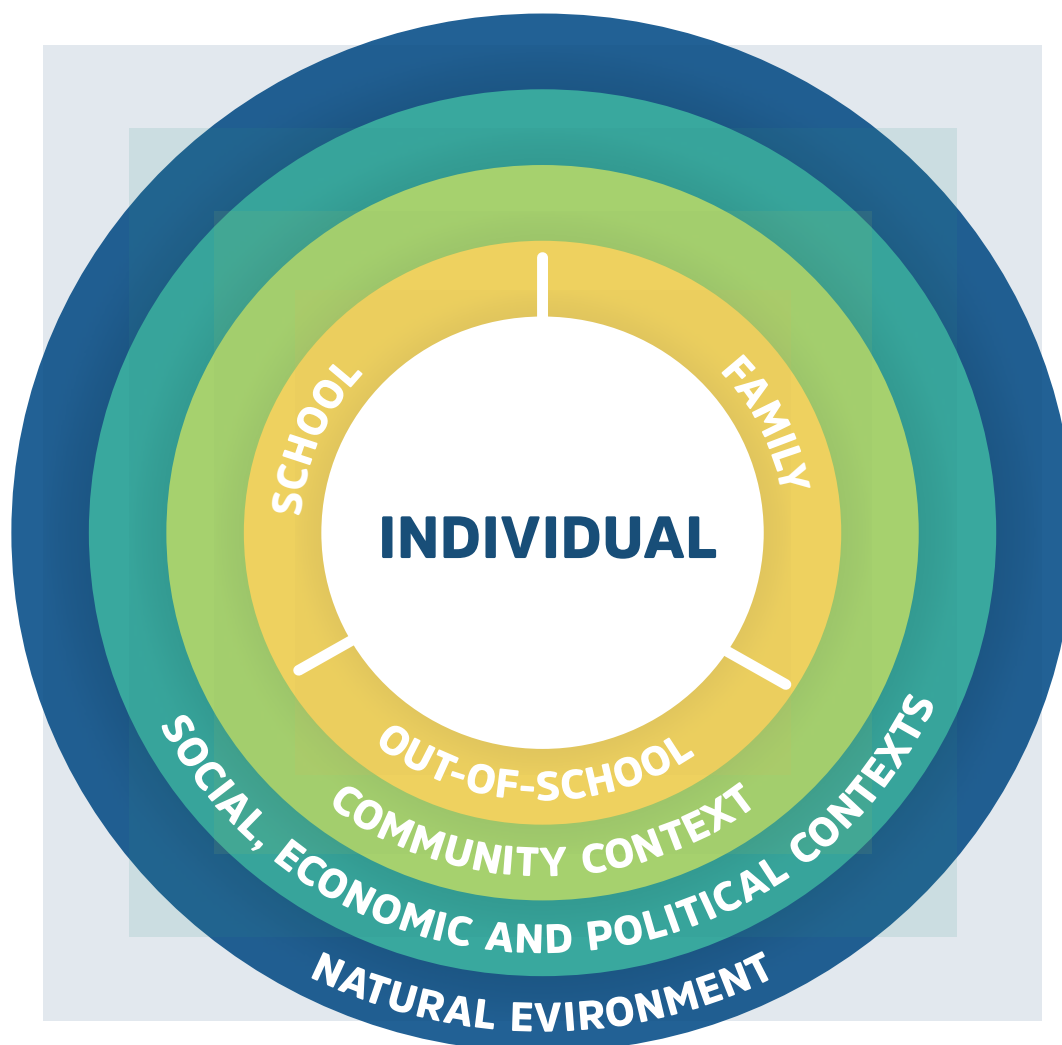 SCHOOL
FAMILY
INDIVIDUAL
OUT-OF-SCHOOL
COMMUNITY CONTEXT
SOCIAL, ECONOMIC AND POLITICAL CONTEXTS
NATURAL EVIRONMENT